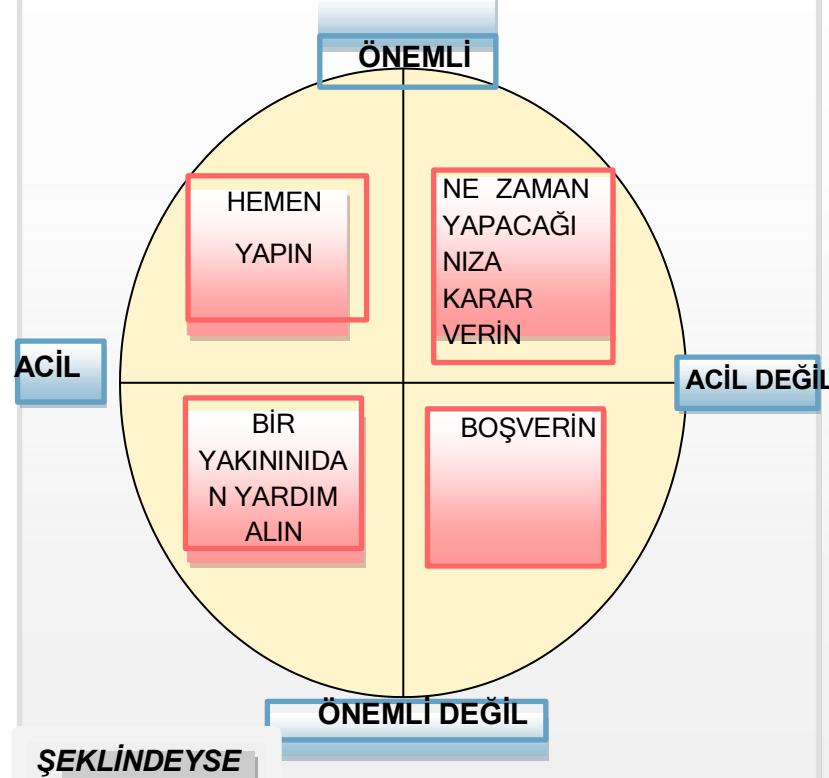 ÖNEMLİ
HEMEN
YAPIN
NE ZAMAN
YAPACAĞI
NIZA
KARAR
VERİN
ACİL
ACİL DEĞİL
BİR
YAKINıNIDA
N YARDIM
ALIN
BOŞVERİN
ÖNEMLİ DEĞİL
ŞEKLİNDEYSE